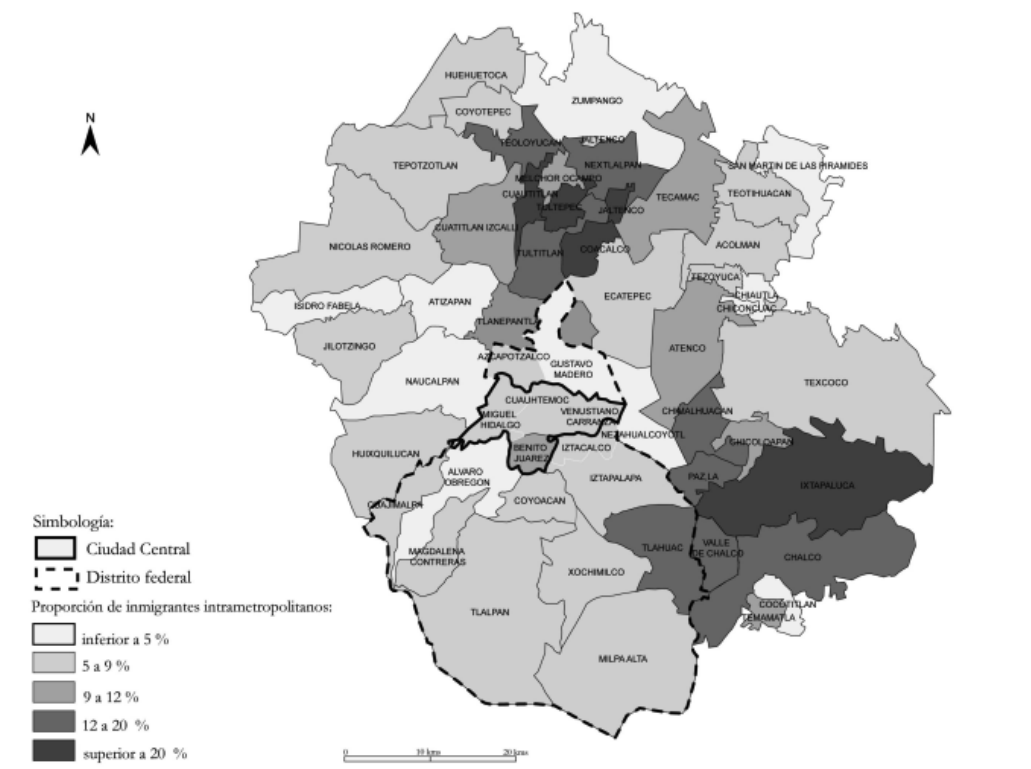 N
HUEHUETOCA
ZUMPANGO
COYOTEPEC
TEOLOYUCAN
JALTENCO
TEPOTZOTLAN
NEXTLALPAN
SAN MARTIN DE LAS PIRAMIDES
MELCHOR OCAMPO
CUAUTITLAN
TECAMAC
TEOTIHUACAN
TULTEPEC
JALTENCO
CUATITLAN IZCALLI
NICOLAS ROMERO
TULTITLAN
COACALCO
ACOLMAN
TEZOYUCA
ISIDRO FABELA
ATIZAPAN
ECATEPEC
CHIAUTLA
CHICONCUAC
TLANEPANTLA
JILOTZINGO
ATENCO
AZCAPOTZALCO
GUSTAVO
MADERO
NAUCALPAN
TEXCOCO
CUAUHTEMOC
MIGUEL
HIDALGO
VENUSTIANO
CARRANZA
CHIMALHUACAN
NEZAHUALCOYOTL
CHICOLOAPAN
HUIXQUILUCAN
BENITO
JUAREZ
IZTACALCO
ALVARO
OBREGON
IZTAPALAPA
PAZ,LA
IXTAPALUCA
CUAJIMALPA
COYOACAN
TLAHUAC
VALLE
DE CHALCO
CHALCO
MAGDALENA
CONTRERAS
XOCHIMILCO
COCOTITLAN
TEMAMATLA
TLALPAN
MILPA ALTA
Simbología:
Ciudad Central
Distrito federal
Proporción de inmigrantes intrametropolitanos:
inferior a 5 %
5 a 9 %
9 a 12 %
12 a 20 %
superior a 20 %
0 10 kms 20 kms